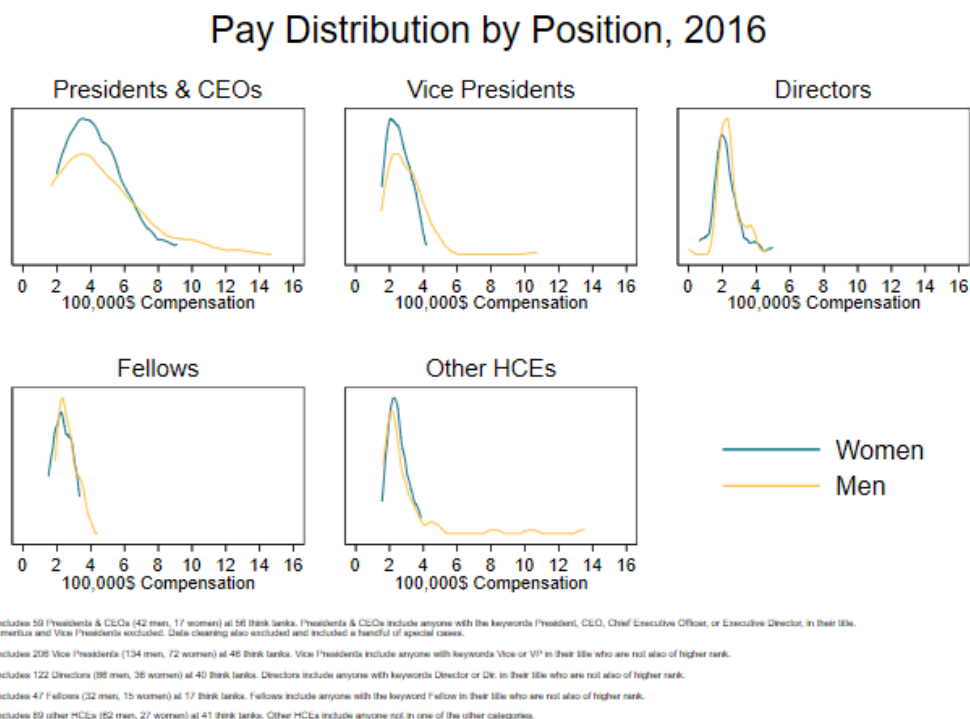 Pay Distribution by Position, 2016
Presidents & CEOs Vice Presidents Directors
0 2 4 6 8 10 12 14 16 0 2 4 6 8 10 12 14 16 0 2 4 6 8 10 12 14 16
100,000$ Compensation 100,000$ Compensation 100,000$ Compensation
Fellows Other HCEs
Women
Men
0 2 4 6 8 10 12 14 16 0 2 4 6 8 10 12 14 16
100,000$ Compensation 100,000$ Compensation
cludes 59 Presidents & CEOs (42 men, 17 women) at 56 think tanks. Presidents & CEOs include anyone with the keywords President, CEO, Chief Executive Officer, or Executive Director, in their title.
meritus and Vice Presidents excluded. Data cleaning also excluded and included a handful of special cases.
cludes 206 Vice Presidents (134 men, 72 women) at 46 think tanks. Vice Presidents include anyone with keywords Vice or VP in their title who are not also of higher rank.
cludes 122 Directors (86 men, 36 women) at 40 think tanks. Directors include anyone with keywords Director or Dir. in their title who are not also of higher rank.
cludes 47 Fellows (32 men, 15 women) at 17 think tanks. Fellows include anyone with the keyword Fellow in their title who are not also of higher rank.
cludes 89 other HCEs (62 men, 27 women) at 41 think tanks. Other HCEs include anyone not in one of the other categories.